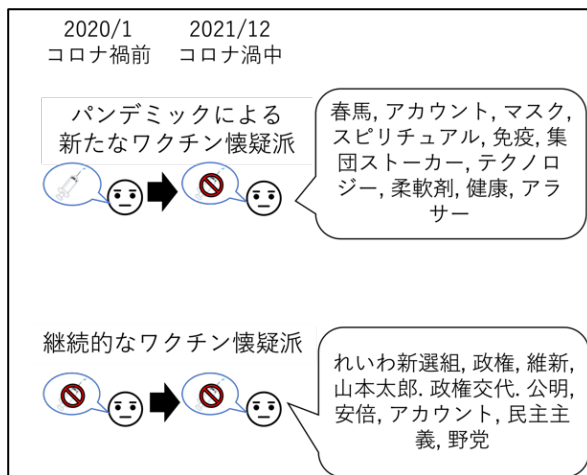 2020/1
コロナ禍前
2021/12
コロナ渦中
パンデミックによる
新たなワクチン懐疑派
春馬, アカウント, マスク,
スピリチュアル, 免疫, 集
団ストーカー, テクノロ
ジー, 柔軟剤, 健康, アラ
サー
継続的なワクチン懐疑派
れいわ新選組, 政権, 維新,
山本太郎. 政権交代. 公明,
安倍, アカウント, 民主主
義, 野党